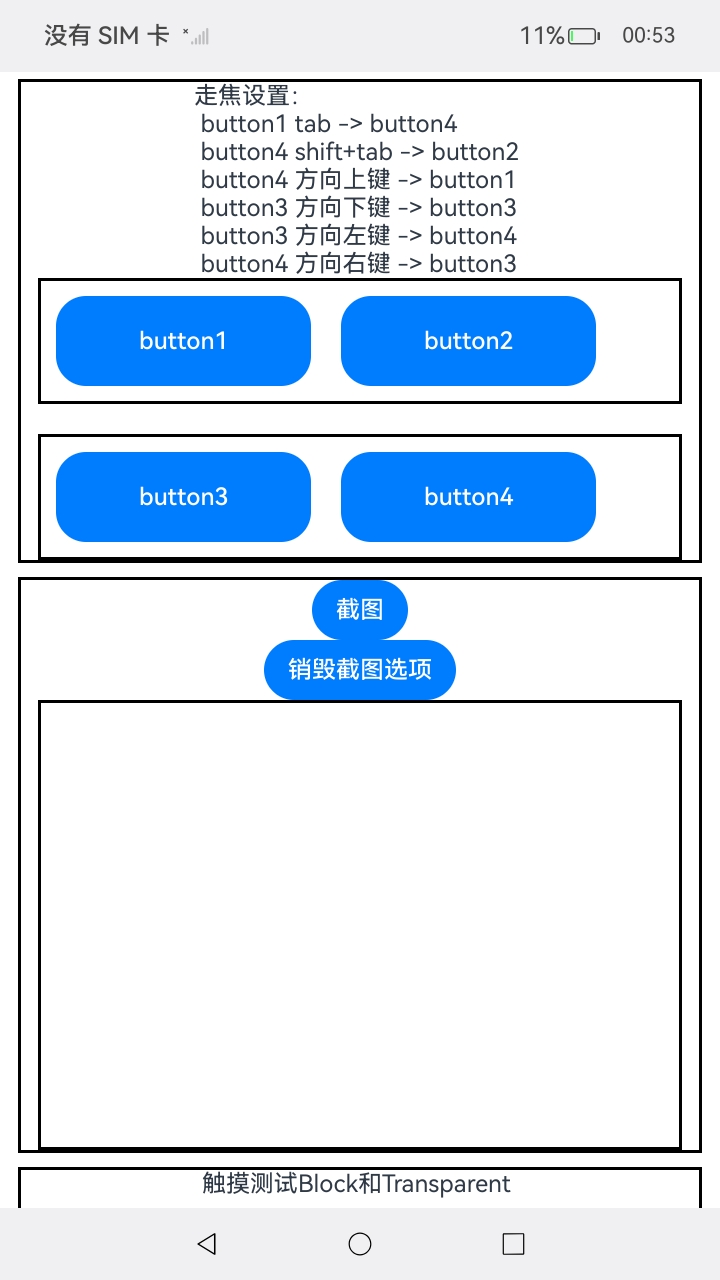 没有 SIM 卡
11%
00:53
走焦设置：
button1 tab -> button4
button4 shift+tab -> button2
button4 方向上键 -> button1
button3 方向下键 -> button3
button3 方向左键 -> button4
button4 方向右键 -> button3
button1
button2
button3
button4
截图
销毁截图选项
触摸测试Block和Transparent